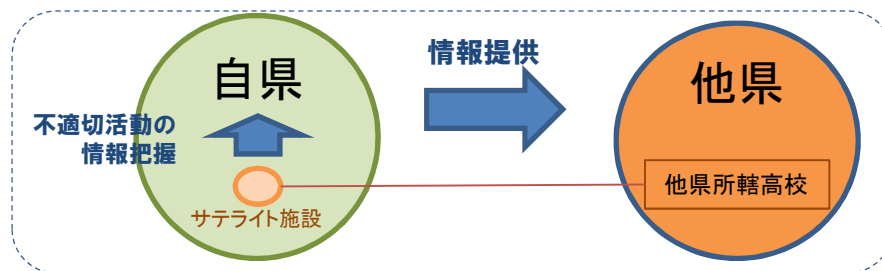 自県
情報提供
他県
不適切活動の
情報把握
サテライト施設
他県所轄高校